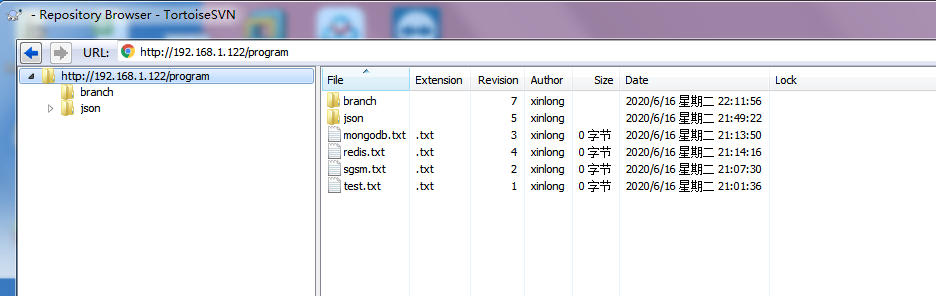 - Repository Browser - TortoiseSVN
URL: http://192.168.1.122/program
http://192.168.1.122/program
branch
json
File Extension Revision Author Size Date Lock
branch 7 xinlong 2020/6/16 星期二 22:11:56
json 5 xinlong 2020/6/16 星期二 21:49:22
mongodb.txt .txt 3 xinlong 0 字节 2020/6/16 星期二 21:13:50
redis.txt .txt 4 xinlong 0 字节 2020/6/16 星期二 21:14:16
sgsm.txt .txt 2 xinlong 0 字节 2020/6/16 星期二 21:07:30
test.txt .txt 1 xinlong 0 字节 2020/6/16 星期二 21:01:36